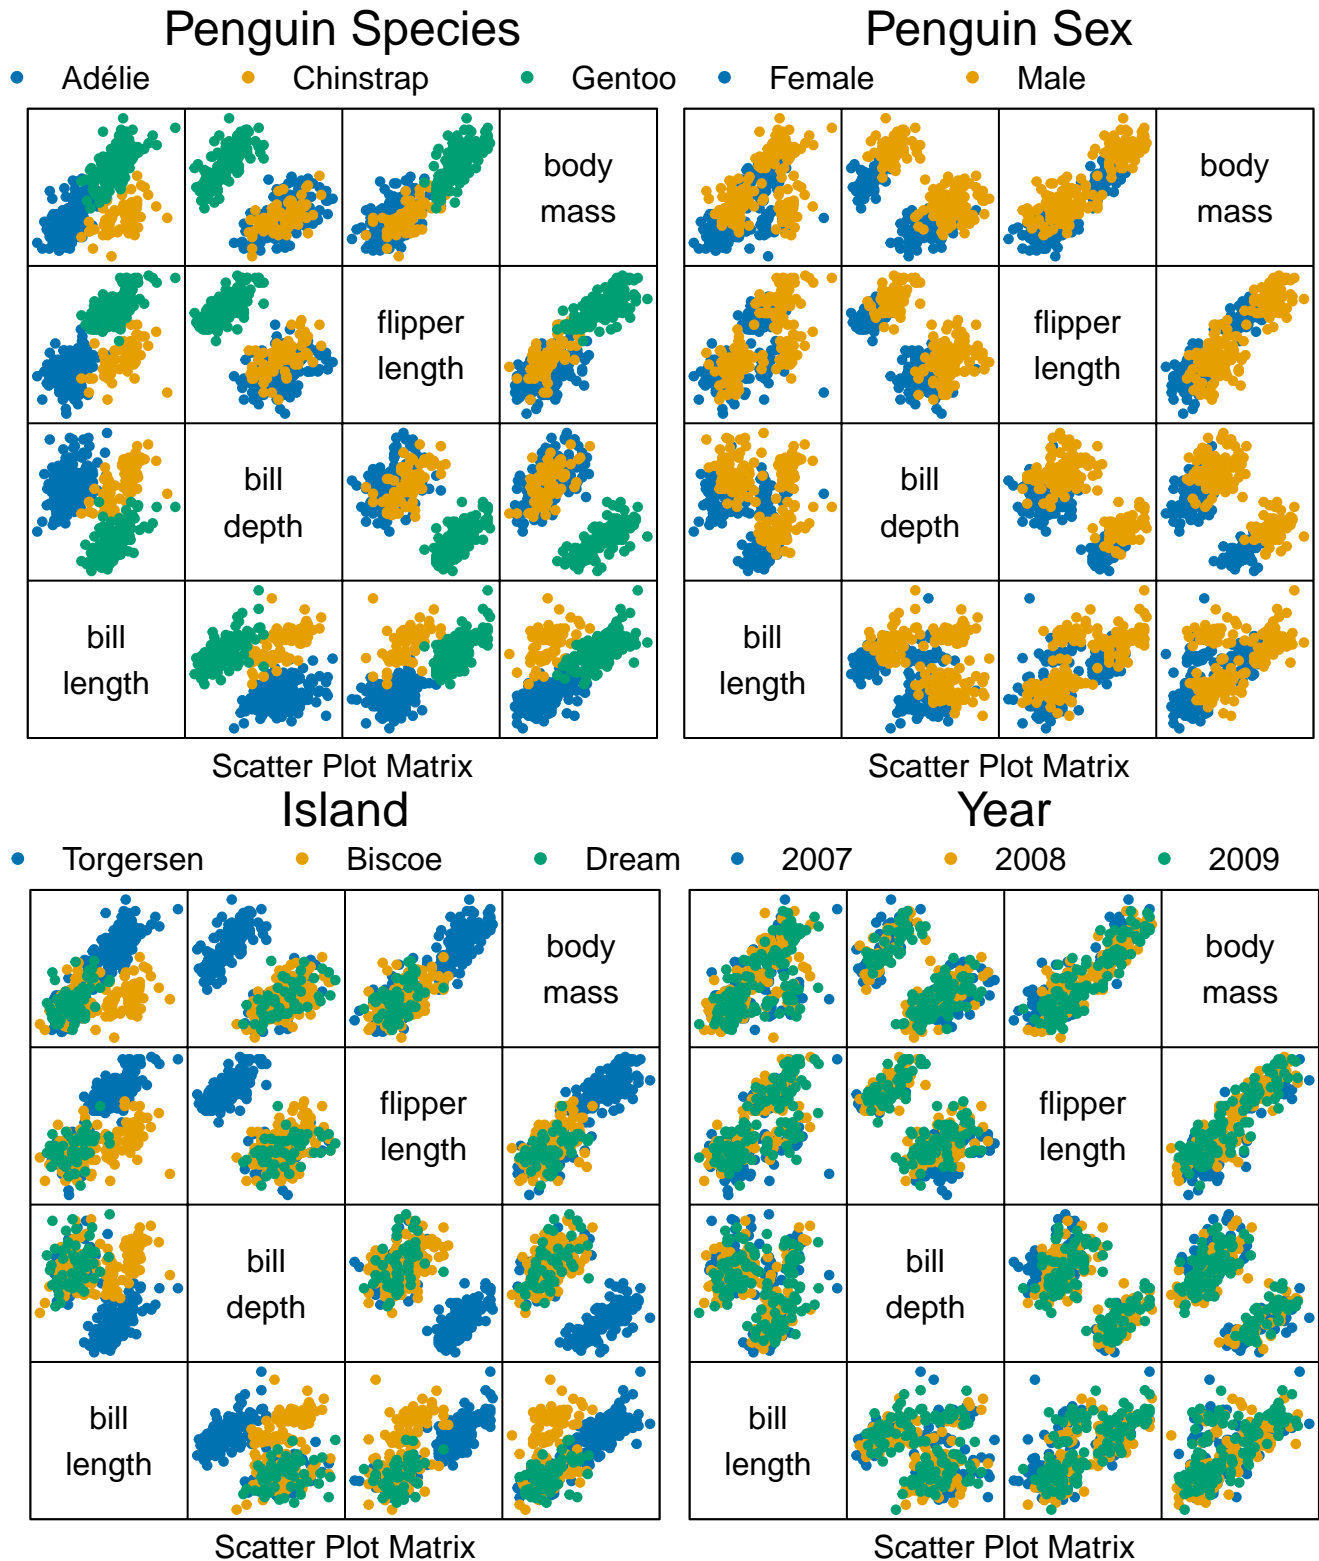 Penguin Species
Adélie Chinstrap Gentoo
body
mass
flipper
length
bill
depth
bill
length
Scatter Plot Matrix
Penguin Sex
Female Male
body
mass
flipper
length
bill
depth
bill
length
Scatter Plot Matrix
Island
Torgersen Biscoe Dream
body
mass
flipper
length
bill
depth
bill
length
Scatter Plot Matrix
Year
2007 2008 2009
body
mass
flipper
length
bill
depth
bill
length
Scatter Plot Matrix